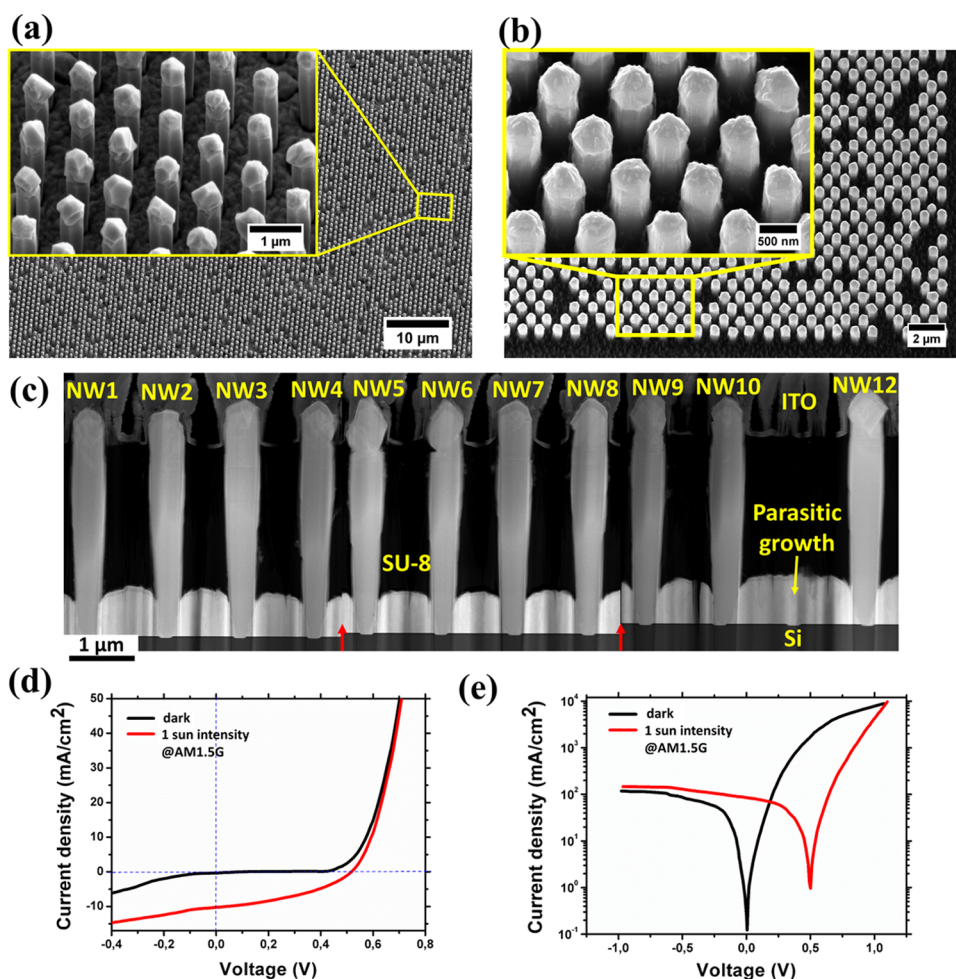 (a)
1 µm
10 µm
(b)
500 nm
2 µm
(c)
NW1 NW2 NW3 NW4 NW5 NW6 NW7 NW8 NW9 NW10 ITO NW12
Parasitic
growth
SU-8
Si
1 µm
(d)
Current density (mA/cm2)
50
40
30
20
10
0
-10
dark
1 sun intensity
@AM1.5G
-0,4 -0,2 0,0 0,2 0,4 0,6 0,8
Voltage (V)
(e)
Current density (mA/cm2)
10⁴
10³
10²
10¹
10⁰
10⁻¹
dark
1 sun intensity
@AM1.5G
-1,0 -0,5 0,0 0,5 1,0
Voltage (V)